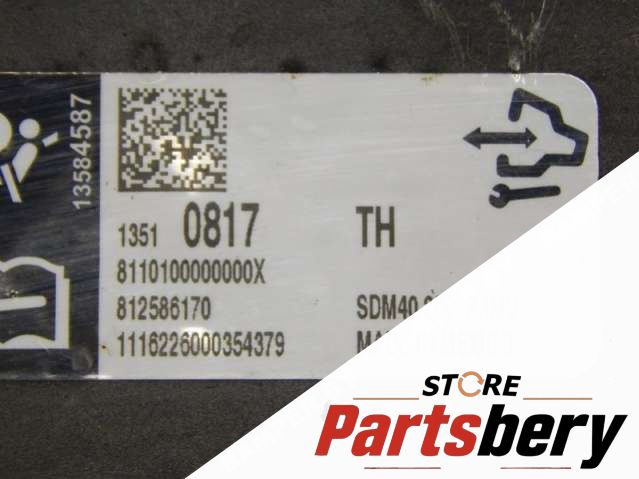 13584587
1351 0817 TH
8110100000000X
812586170 SDM40
1116226000354379
STORE
Partsbery